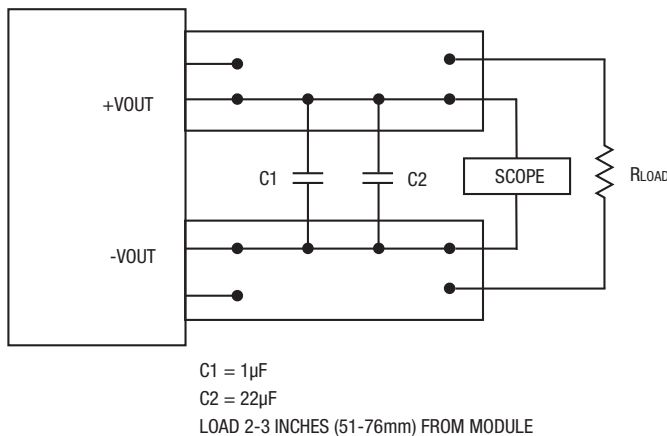 +VOUT
C1
C2
SCOPE
RLOAD
-VOUT
C1 = 1µF
C2 = 22µF
LOAD 2-3 INCHES (51-76mm) FROM MODULE